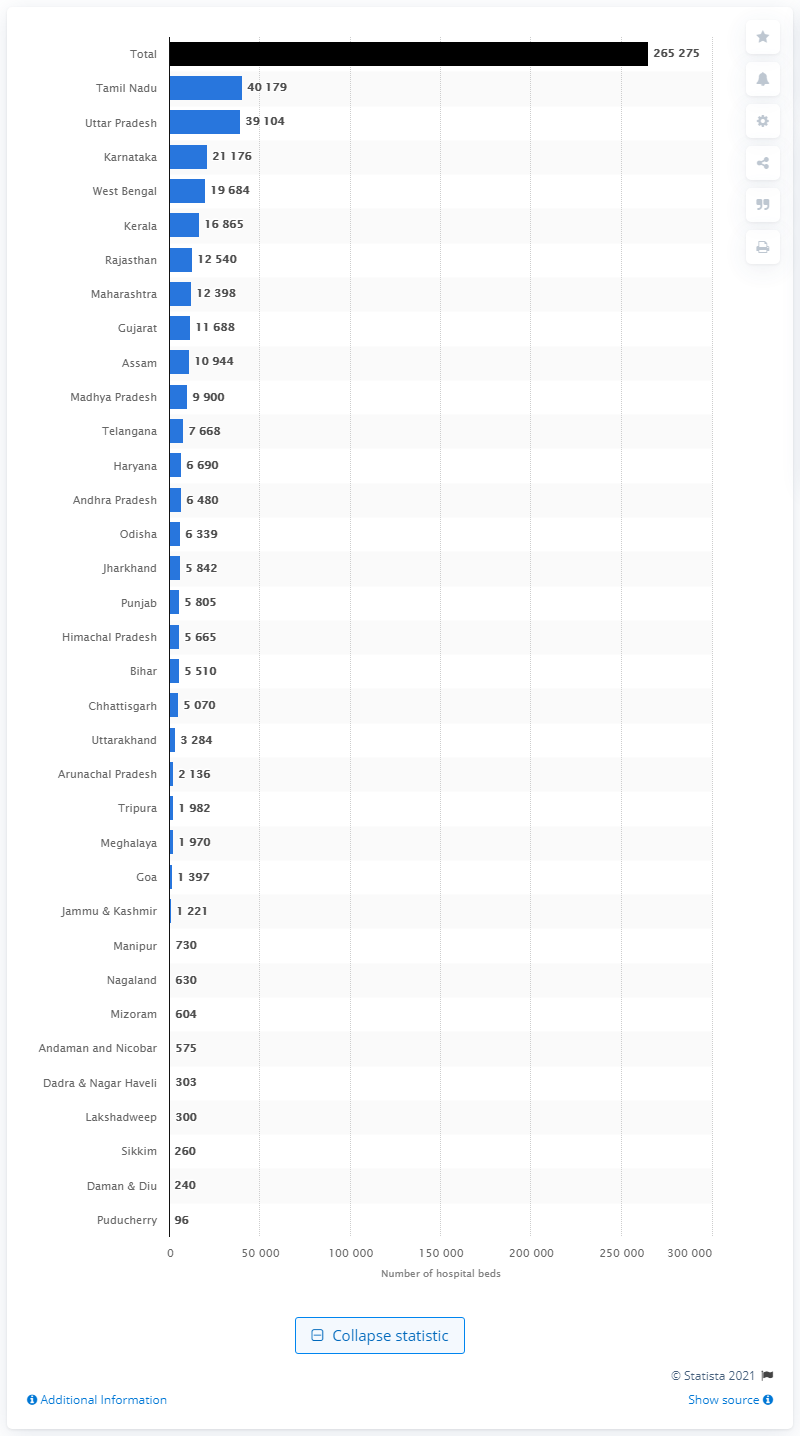 Total 265 275
Tamil Nadu 40 179
Uttar Pradesh 39 104
Karnataka 21 176
West Bengal 19 684
Kerala 16 865
Rajasthan 12 540
Maharashtra 12 398
Gujarat 11 688
Assam 10 944
Madhya Pradesh 9 900
Telangana 7 668
Haryana 6 690
Andhra Pradesh 6 480
Odisha 6 339
Jharkhand 5 842
Punjab 5 805
Himachal Pradesh 5 665
Bihar 5 510
Chhattisgarh 5 070
Uttarakhand 3 284
Arunachal Pradesh 2 136
Tripura 1 982
Meghalaya 1 970
Goa 1 397
Jammu & Kashmir 1 221
Manipur 730
Nagaland 630
Mizoram 604
Andaman and Nicobar 575
Dadra & Nagar Haveli 303
Lakshadweep 300
Sikkim 260
Daman & Diu 240
Puducherry 96
0 50 000 100 000 150 000 200 000 250 000 300 000
Number of hospital beds
Collapse statistic
© Statista 2021
Additional Information Show source